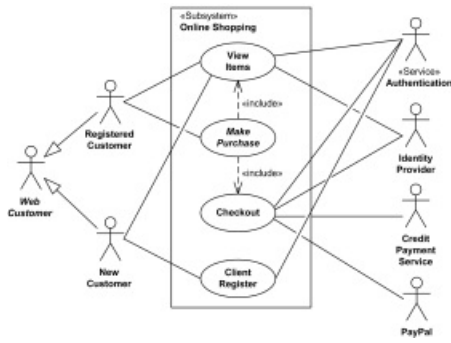 «Subsystem»
Online Shopping
View
Items
«Service»
Authentication
«include»
Registered
Customer
Make
Purchase
Identity
Provider
«include»
Web
Customer
Checkout
Credit
Payment
Service
New
Customer
Client
Register
PayPal